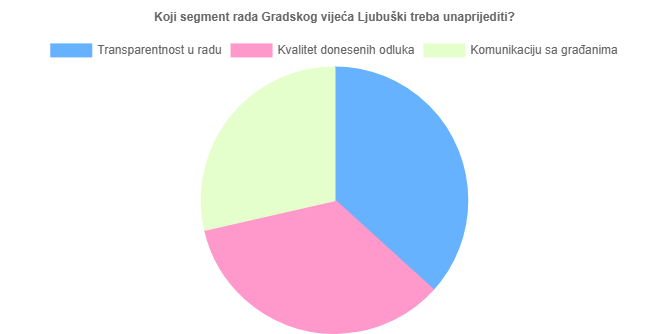 Koji segment rada Gradskog vijeća Ljubuški treba unaprijediti?
Transparentnost u radu Kvalitet donesenih odluka Komunikaciju sa građanima